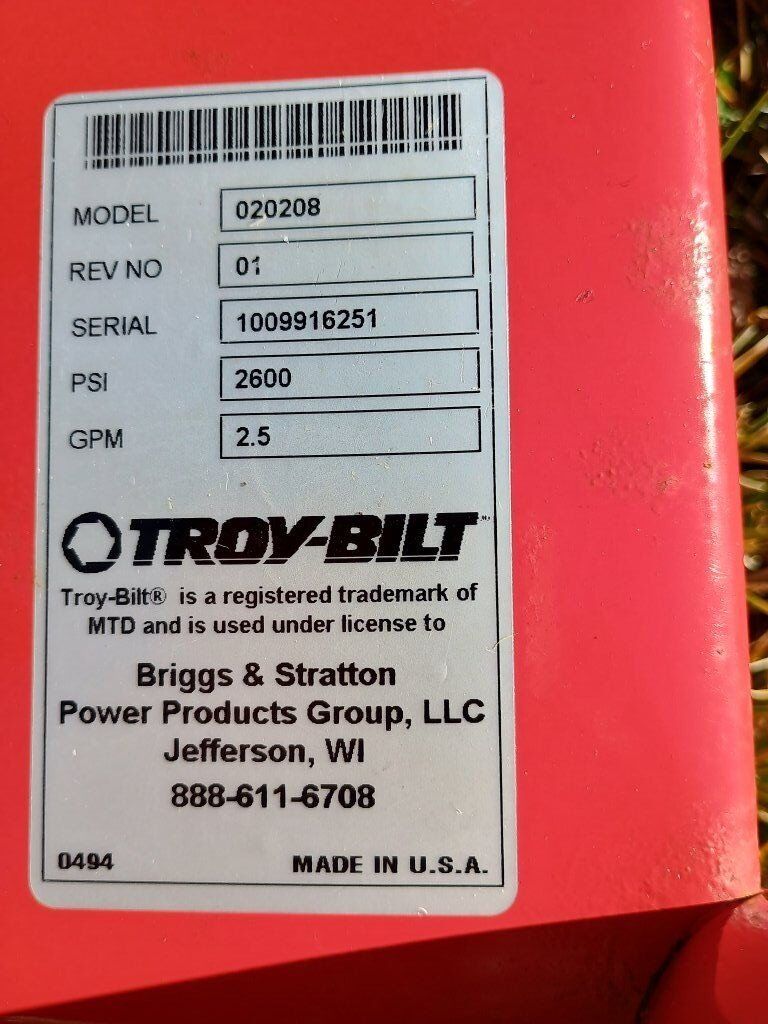 MODEL 020208
REV NO 01
SERIAL 1009916251
PSI 2600
GPM 2.5
TROY-BILT™
Troy-Bilt® is a registered trademark of
MTD and is used under license to
Briggs & Stratton
Power Products Group, LLC
Jefferson, WI
888-611-6708
0494 MADE IN U.S.A.